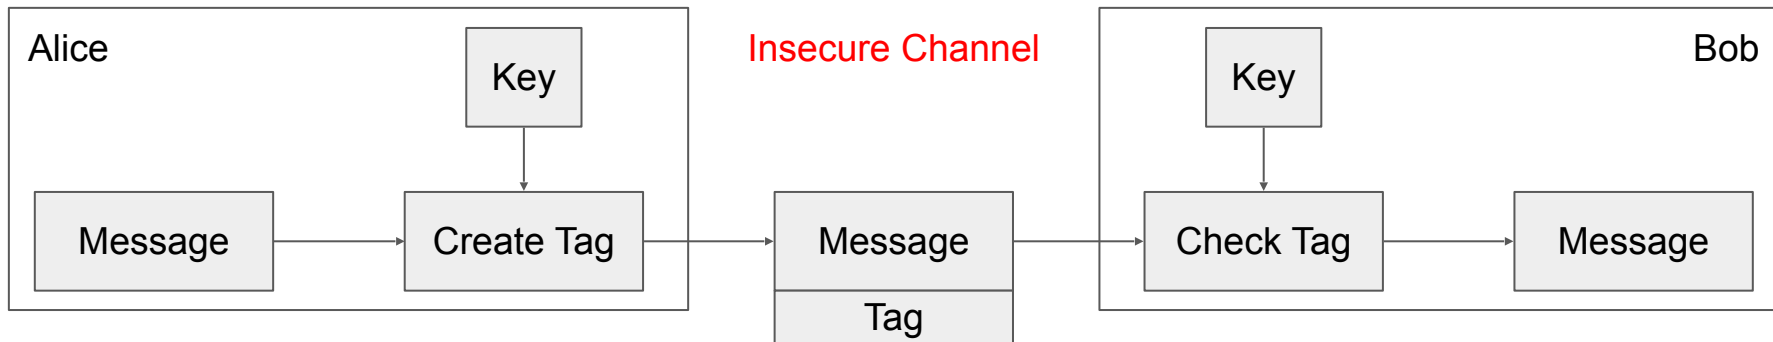 Alice
Insecure Channel
Bob
Key
Key
Message
Create Tag
Message
Check Tag
Message
Tag